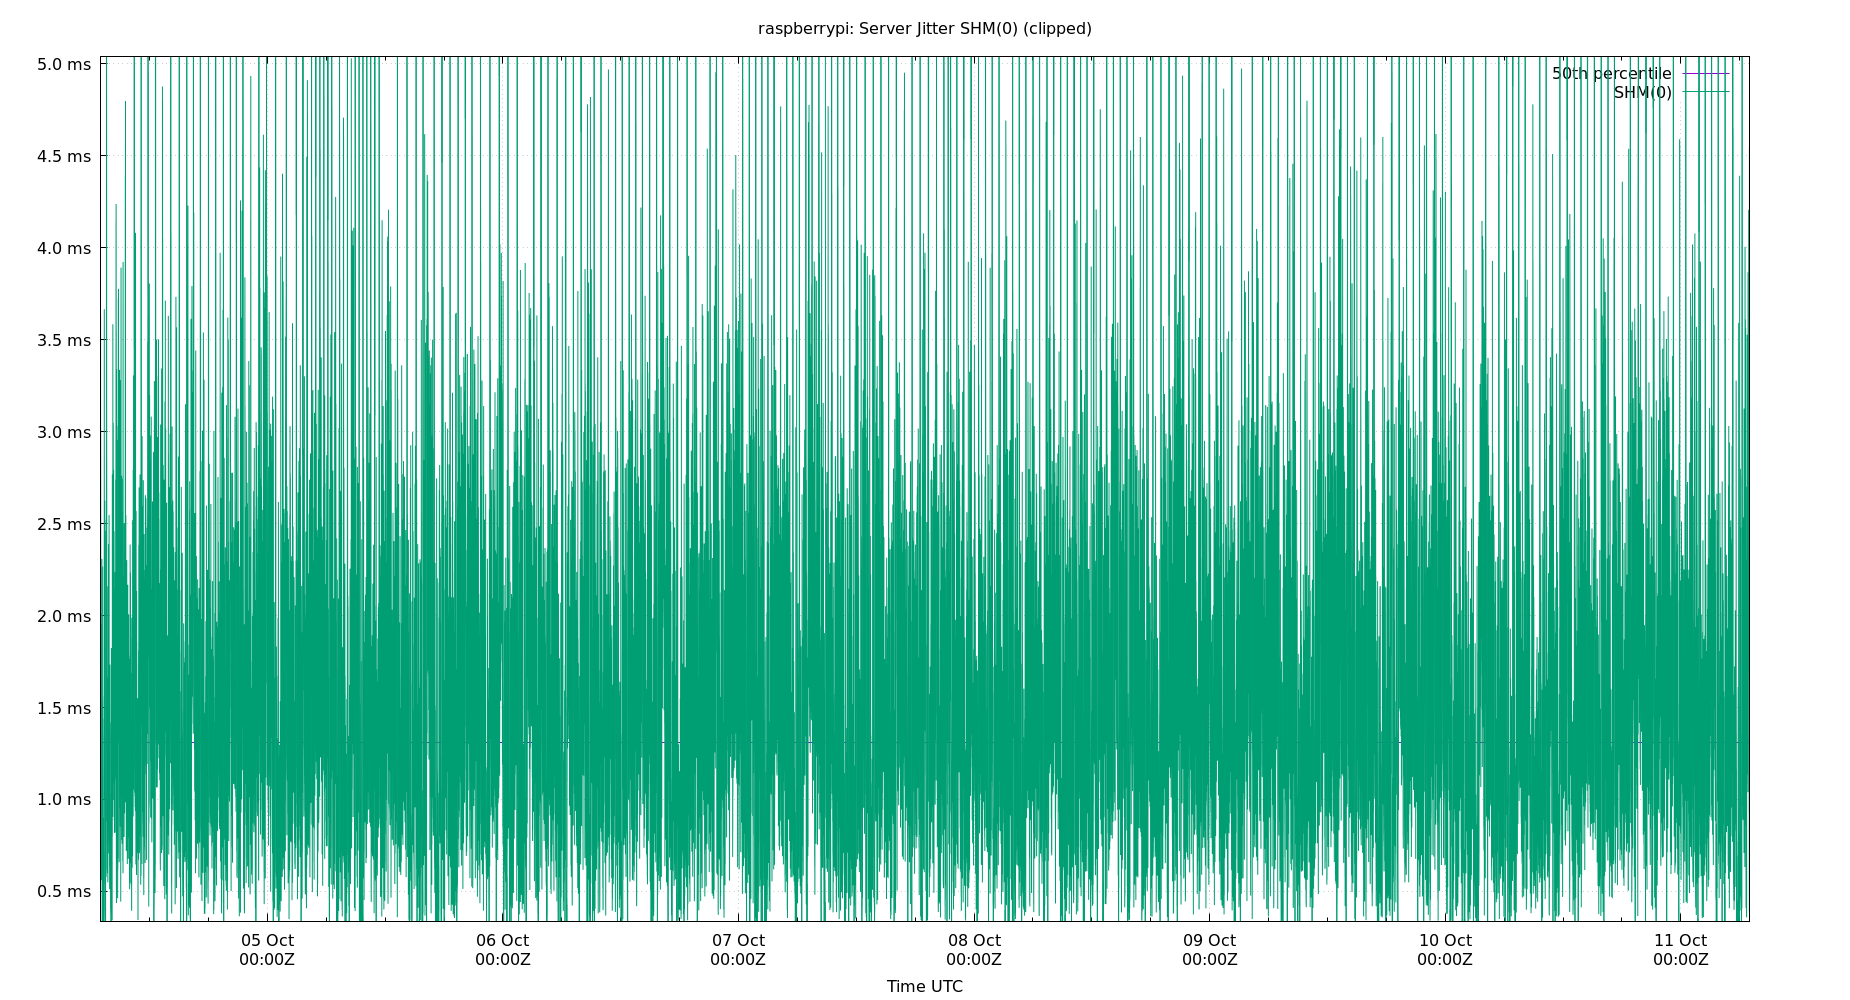 raspberrypi: Server Jitter SHM(0) (clipped)
5.0 ms
50th percentile
SHM(0)
4.5 ms
4.0 ms
3.5 ms
3.0 ms
2.5 ms
2.0 ms
1.5 ms
1.0 ms
0.5 ms
05 Oct 06 Oct 07 Oct 08 Oct 09 Oct 10 Oct 11 Oct
00:00Z 00:00Z 00:00Z 00:00Z 00:00Z 00:00Z 00:00Z
Time UTC